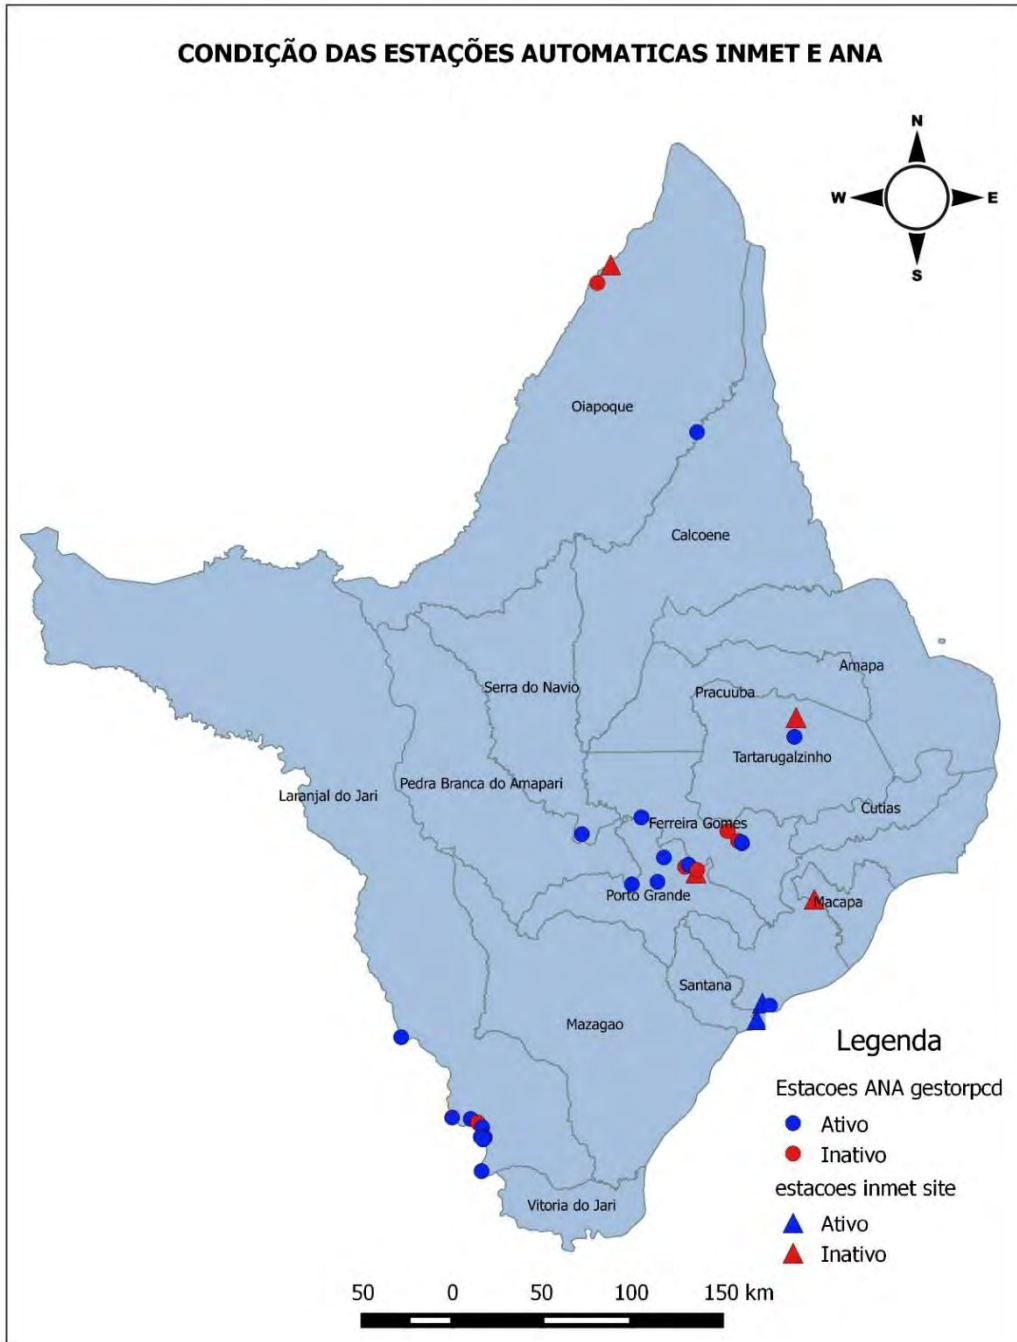 CONDIÇÃO DAS ESTAÇÕES AUTOMATICAS INMET E ANA
N
W
E
S
Oiapoque
Calcoene
Amapa
Serra do Navio
Pracuuba
Tartarugalzinho
Pedra Branca do Amapari
Laranjal do Jari
Cutias
Ferreira Gomes
Porto Grande
Macapa
Santana
Mazagao
Vitoria do Jari
Legenda
Estacoes ANA gestorpcd
Ativo
Inativo
estacoes inmet site
Ativo
Inativo
50 0 50 100 150 km